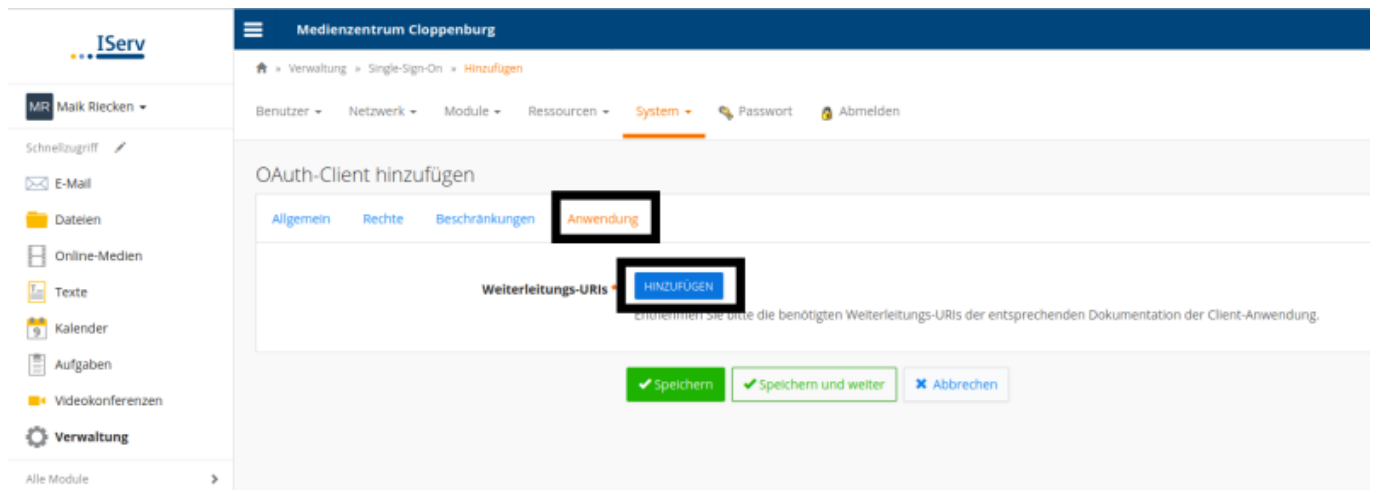 IServ
Medienzentrum Cloppenburg
» Verwaltung » Single-Sign-On » Hinzufügen
MR Maik Riecken
Benutzer Netzwerk Module Ressourcen System Passwort Abmelden
Schnellzugriff
E-Mail
Dateien
Online-Medien
Texte
Kalender
Aufgaben
Videokonferenzen
Verwaltung
Alle Module
OAuth-Client hinzufügen
Allgemein Rechte Beschränkungen Anwendung
Weiterleitungs-URIs * HINZUFÜGEN
Entnehmen Sie bitte die benötigten Weiterleitungs-URIs der entsprechenden Dokumentation der Client-Anwendung.
Speichern Speichern und weiter Abbrechen